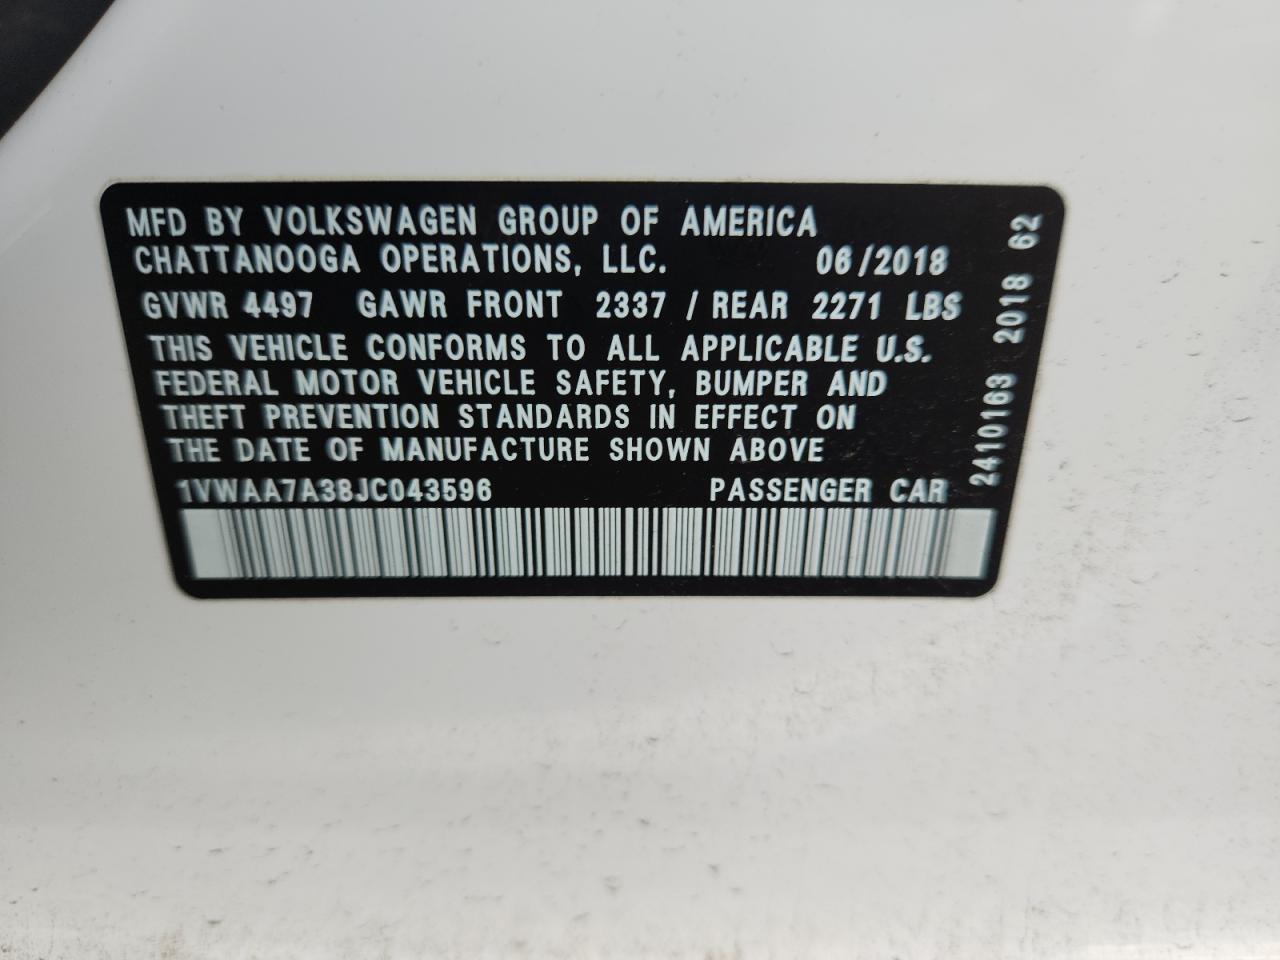 MFD BY VOLKSWAGEN GROUP OF AMERICA
CHATTANOOGA OPERATIONS, LLC. 06/2018
GVWR 4497 GAWR FRONT 2337 / REAR 2271 LBS
THIS VEHICLE CONFORMS TO ALL APPLICABLE U.S.
FEDERAL MOTOR VEHICLE SAFETY, BUMPER AND
THEFT PREVENTION STANDARDS IN EFFECT ON
THE DATE OF MANUFACTURE SHOWN ABOVE
1VWAA7A38JC043596 PASSENGER CAR
2410163 2018 62